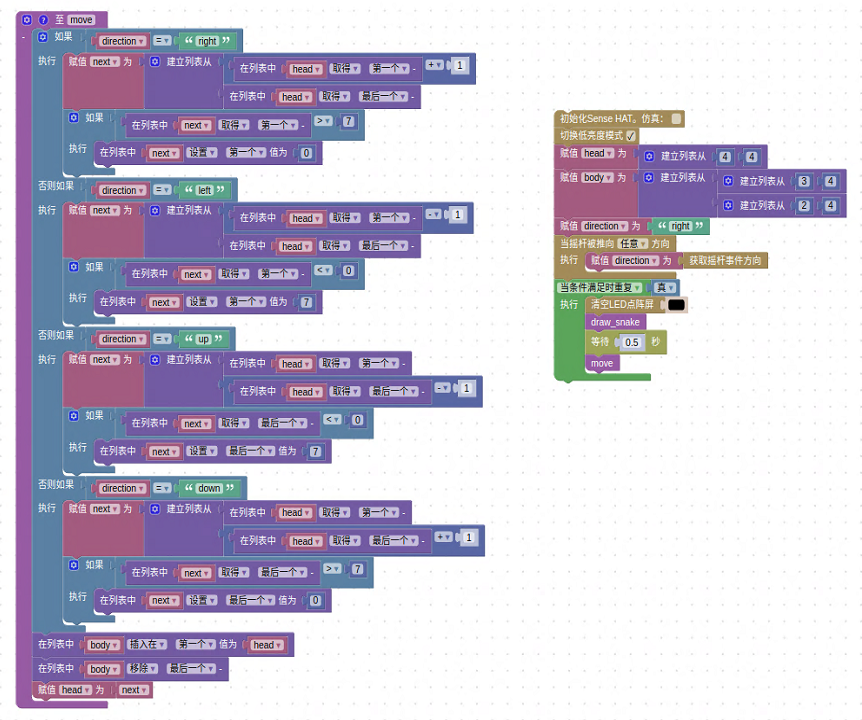 至 move
如果 direction = “ right ”
执行 赋值 next 为 建立列表从 在列表中 head 取得 第一个 - + 1
在列表中 head 取得 最后一个 -
如果 在列表中 next 取得 第一个 - > 7
执行 在列表中 next 设置 第一个 值为 0
否则如果 direction = “ left ”
执行 赋值 next 为 建立列表从 在列表中 head 取得 第一个 - - 1
在列表中 head 取得 最后一个 -
如果 在列表中 next 取得 第一个 - < 0
执行 在列表中 next 设置 第一个 值为 7
否则如果 direction = “ up ”
执行 赋值 next 为 建立列表从 在列表中 head 取得 第一个 -
在列表中 head 取得 最后一个 - - 1
如果 在列表中 next 取得 最后一个 - < 0
执行 在列表中 next 设置 最后一个 值为 7
否则如果 direction = “ down ”
执行 赋值 next 为 建立列表从 在列表中 head 取得 第一个 -
在列表中 head 取得 最后一个 - + 1
如果 在列表中 next 取得 最后一个 - > 7
执行 在列表中 next 设置 最后一个 值为 0
在列表中 body 插入在 第一个 值为 head
在列表中 body 移除 最后一个 -
赋值 head 为 next
初始化Sense HAT。仿真:
切换低亮度模式
赋值 head 为 建立列表从 4 4
赋值 body 为 建立列表从 建立列表从 3 4
建立列表从 2 4
赋值 direction 为 “ right ”
当摇杆被推向 任意 方向
执行 赋值 direction 为 获取摇杆事件方向
当条件满足时重复 真
执行 清空LED点阵屏
draw_snake
等待 0.5 秒
move